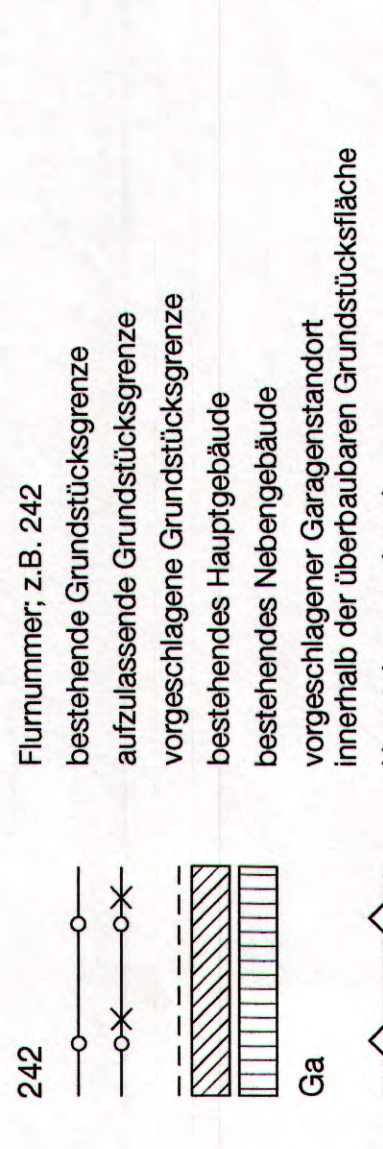 242 Flurnummer; z.B. 242
bestehende Grundstücksgrenze
aufzulassende Grundstücksgrenze
vorgeschlagene Grundstücksgrenze
bestehendes Hauptgebäude
bestehendes Nebengebäude
Ga vorgeschlagener Garagenstandort
innerhalb der überbaubaren Grundstücksfläche